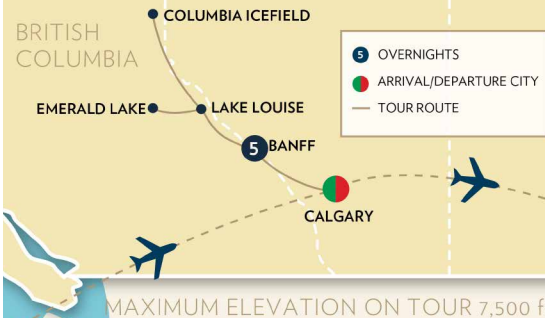 COLUMBIA ICEFIELD
BRITISH
COLUMBIA
5 OVERNIGHTS
ARRIVAL/DEPARTURE CITY
TOUR ROUTE
EMERALD LAKE
LAKE LOUISE
5 BANFF
CALGARY
MAXIMUM ELEVATION ON TOUR 7,500 f